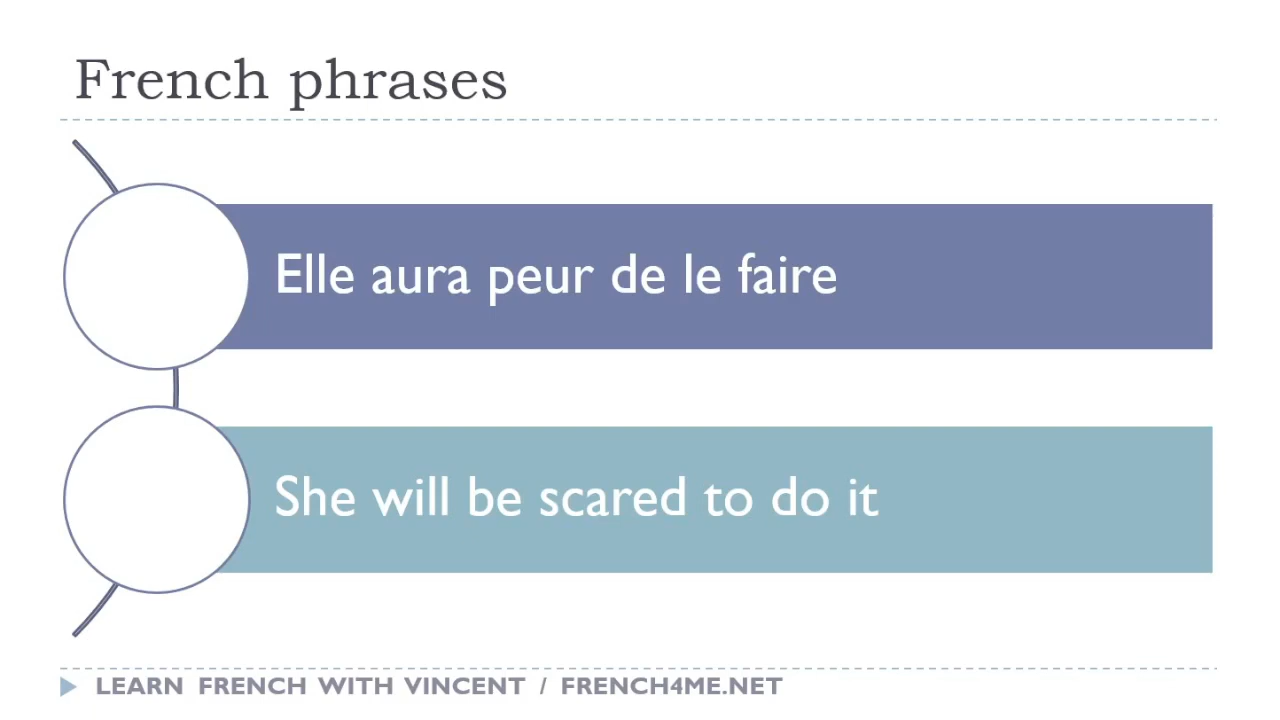 French phrases
Elle aura peur de le faire
She will be scared to do it
LEARN FRENCH WITH VINCENT / FRENCH4ME.NET